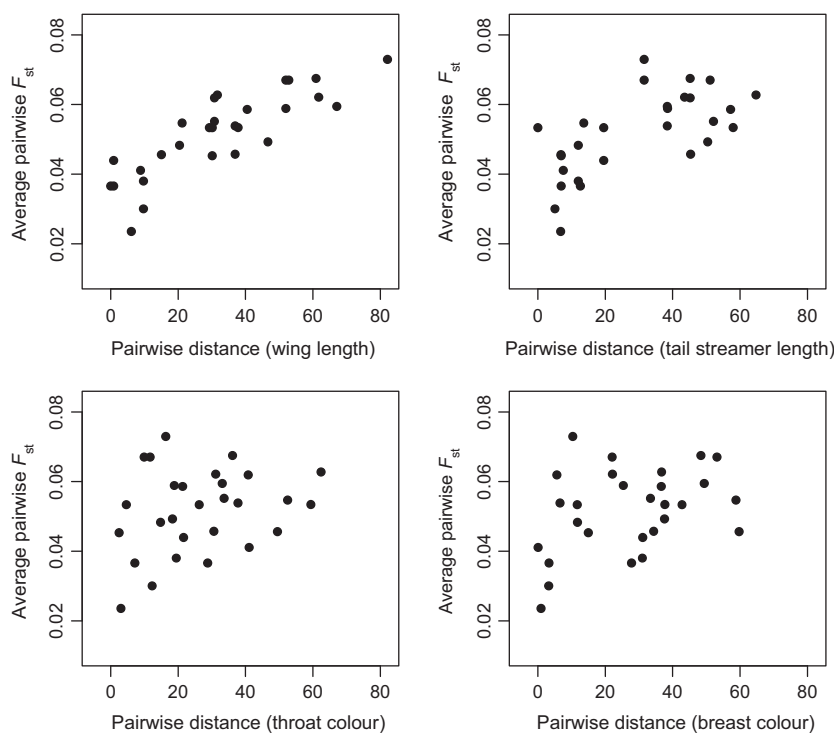 Average pairwise Fst
0.08
0.06
0.04
0.02
0 20 40 60 80
Pairwise distance (wing length)
Average pairwise Fst
0.08
0.06
0.04
0.02
0 20 40 60 80
Pairwise distance (tail streamer length)
Average pairwise Fst
0.08
0.06
0.04
0.02
0 20 40 60 80
Pairwise distance (throat colour)
Average pairwise Fst
0.08
0.06
0.04
0.02
0 20 40 60 80
Pairwise distance (breast colour)